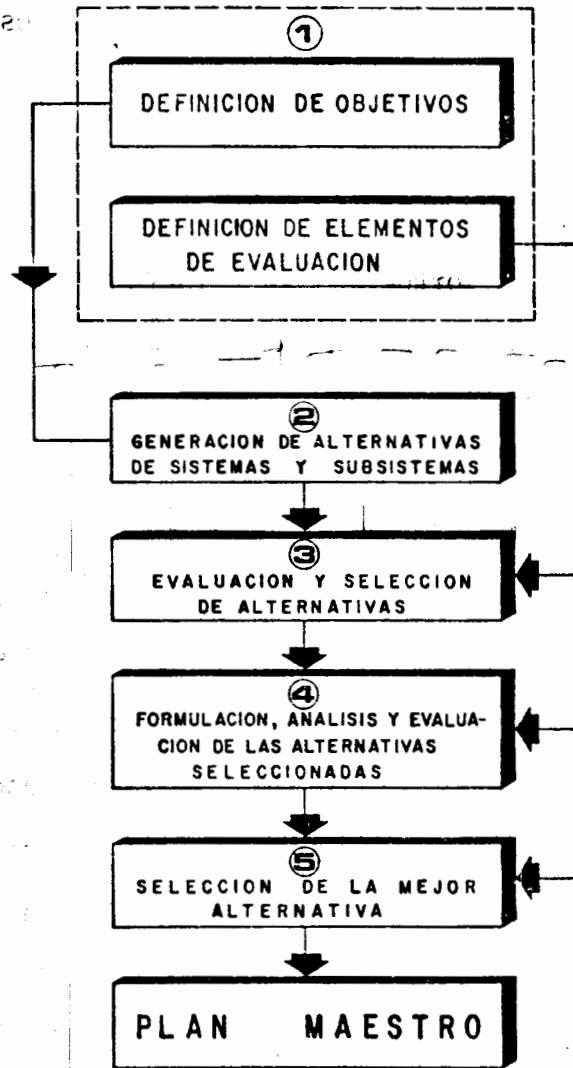 1
DEFINICION DE OBJETIVOS
DEFINICION DE ELEMENTOS
DE EVALUACION
2
GENERACION DE ALTERNATIVAS
DE SISTEMAS Y SUBSISTEMAS
3
EVALUACION Y SELECCION
DE ALTERNATIVAS
4
FORMULACION, ANALISIS Y EVALUA-
CION DE LAS ALTERNATIVAS
SELECCIONADAS
5
SELECCION DE LA MEJOR
ALTERNATIVA
PLAN MAESTRO